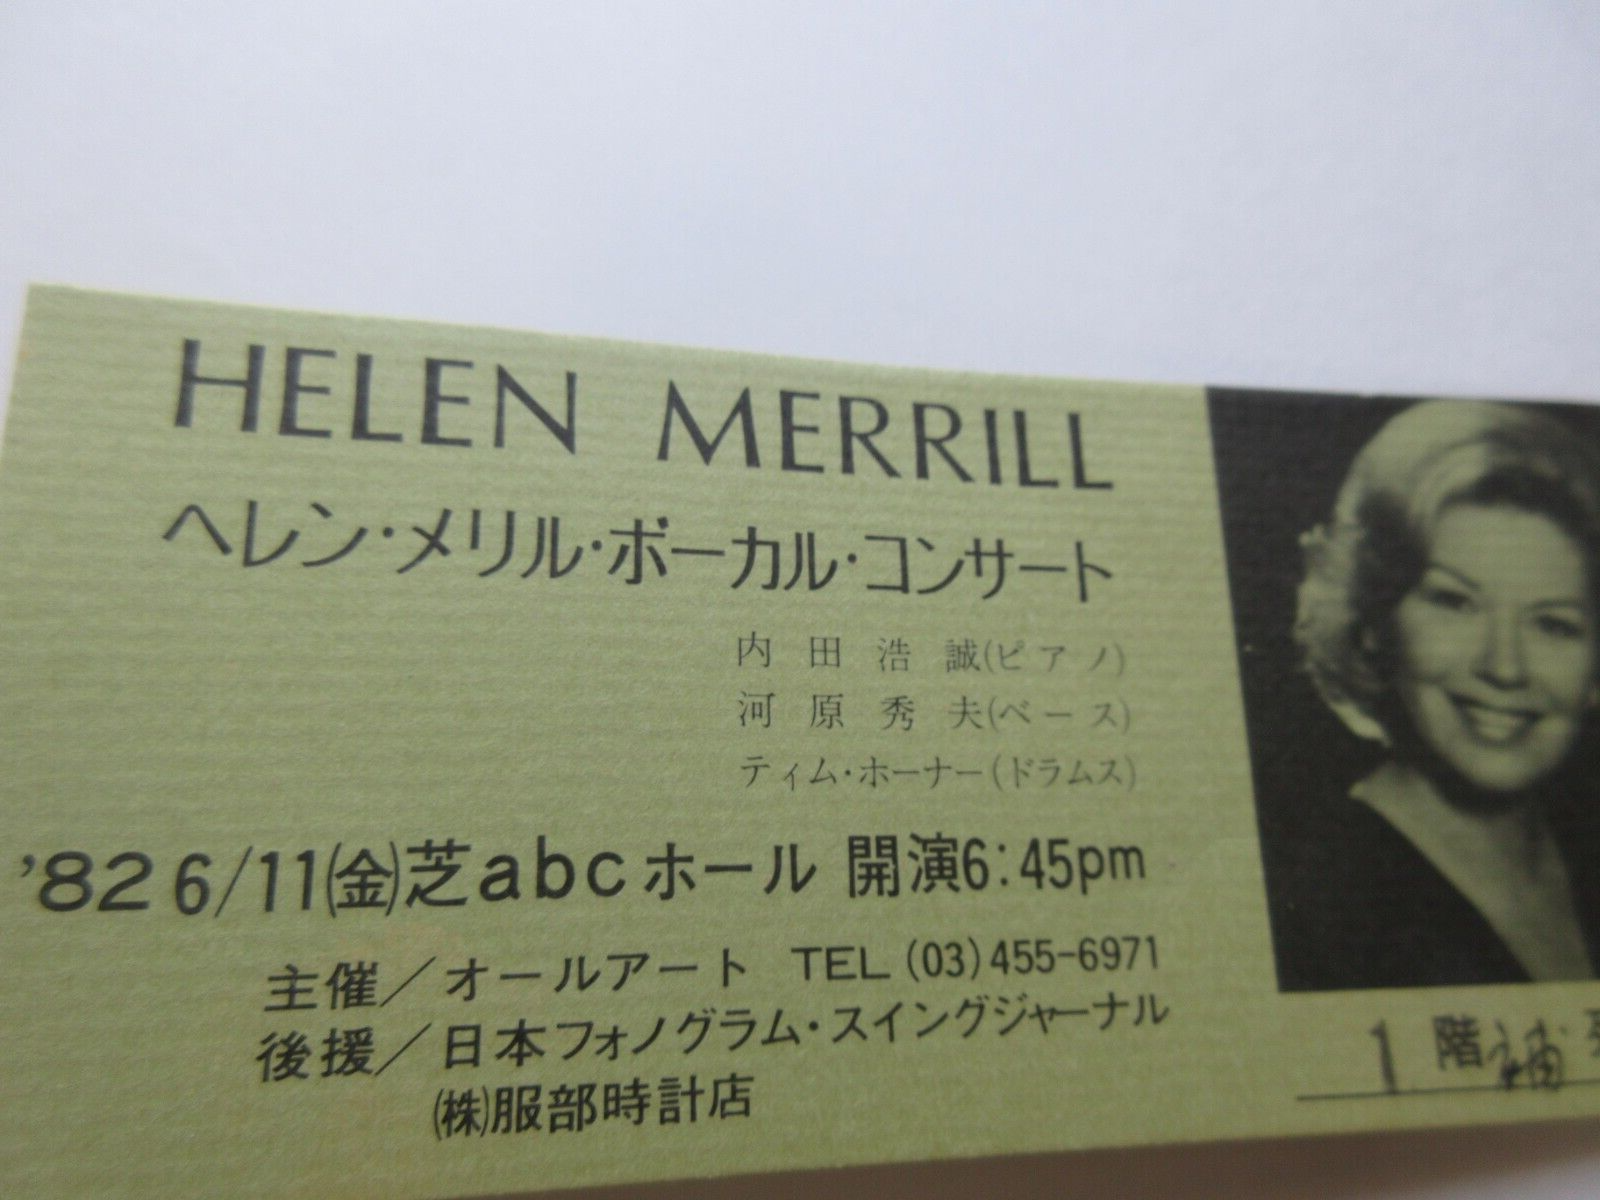 HELEN MERRILL
ヘレン・メリル・ボーカル・コンサート
内田浩誠(ピアノ)
河原秀夫(ベース)
ティム・ホーナー(ドラムス)
'82 6/11(金)芝abcホール 開演6:45pm
主催/オールアート TEL(03)455-6971
後援/日本フォノグラム・スイングジャーナル
(株)服部時計店
1階補